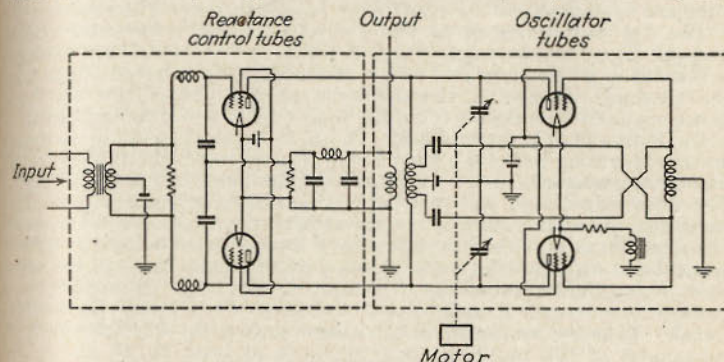 Reactance
control tubes
Output
Oscillator
tubes
Input
Motor